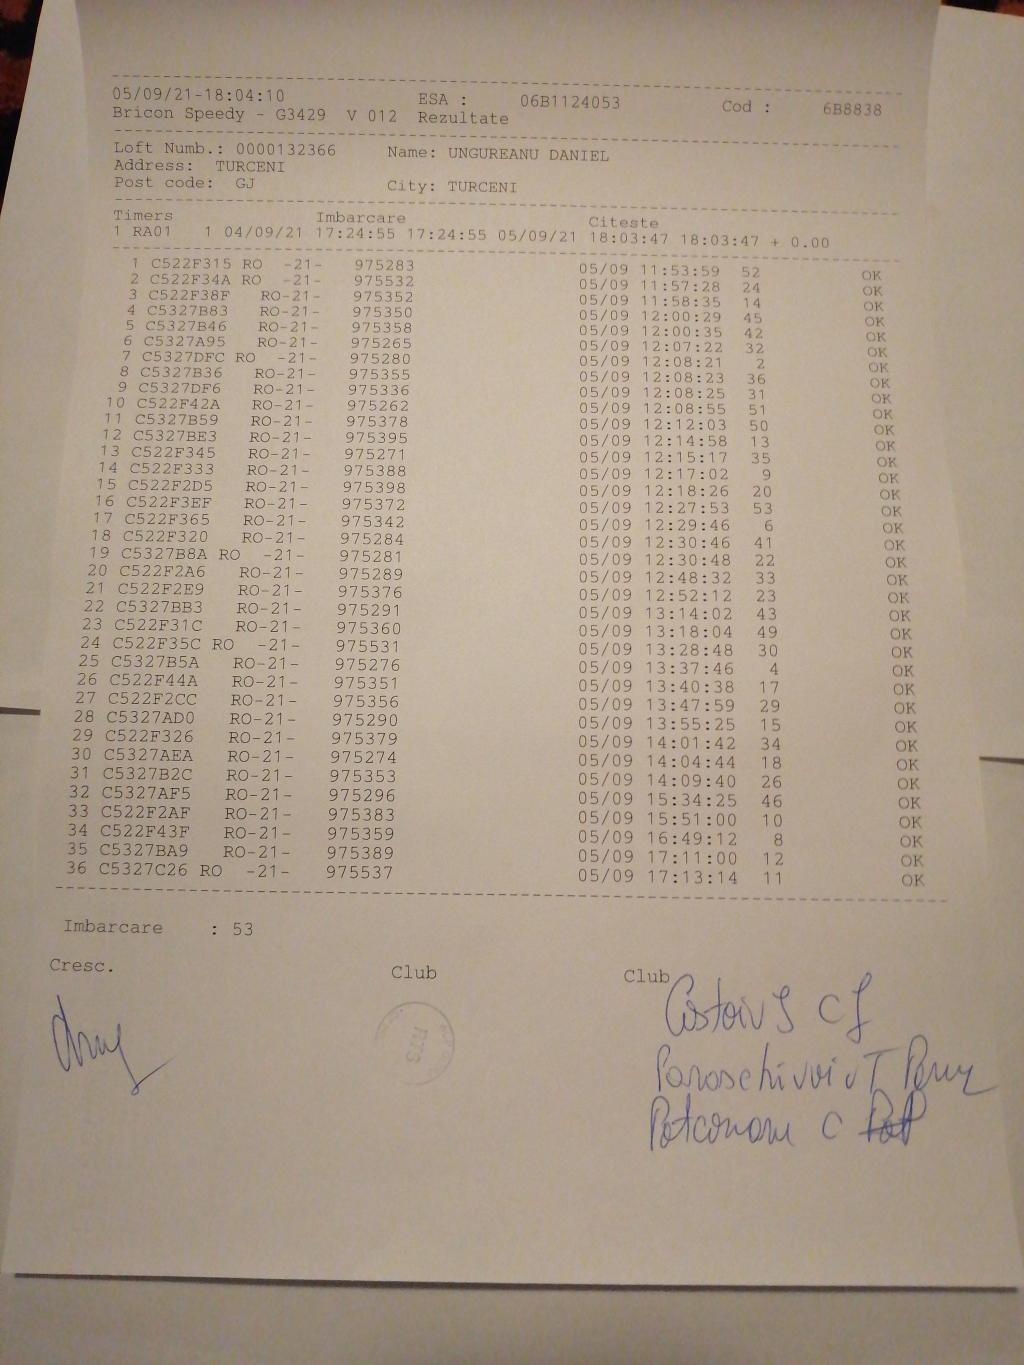 05/09/21-18:04:10 ESA : 06B1124053 Cod : 6B8838
Bricon Speedy - G3429 V 012 Rezultate
Loft Numb.: 0000132366 Name: UNGUREANU DANIEL
Address: TURCENI
Post code: GJ City: TURCENI
Timers Imbarcare Citeste
1 RA01 1 04/09/21 17:24:55 17:24:55 05/09/21 18:03:47 18:03:47 + 0.00
1 C522F315 RO -21- 975283 05/09 11:53:59 52 OK
2 C522F34A RO -21- 975532 05/09 11:57:28 24 OK
3 C522F38F RO-21- 975352 05/09 11:58:35 14 OK
4 C5327B83 RO-21- 975350 05/09 12:00:29 45 OK
5 C5327B46 RO-21- 975358 05/09 12:00:35 42 OK
6 C5327A95 RO-21- 975265 05/09 12:07:22 32 OK
7 C5327DFC RO -21- 975280 05/09 12:08:21 2 OK
8 C5327B36 RO-21- 975355 05/09 12:08:23 36 OK
9 C5327DF6 RO-21- 975336 05/09 12:08:25 31 OK
10 C522F42A RO-21- 975262 05/09 12:08:55 51 OK
11 C5327B59 RO-21- 975378 05/09 12:12:03 50 OK
12 C5327BE3 RO-21- 975395 05/09 12:14:58 13 OK
13 C522F345 RO-21- 975271 05/09 12:15:17 35 OK
14 C522F333 RO-21- 975388 05/09 12:17:02 9 OK
15 C522F2D5 RO-21- 975398 05/09 12:18:26 20 OK
16 C522F3EF RO-21- 975372 05/09 12:27:53 53 OK
17 C522F365 RO-21- 975342 05/09 12:29:46 6 OK
18 C522F320 RO-21- 975284 05/09 12:30:46 41 OK
19 C5327B8A RO -21- 975281 05/09 12:30:48 22 OK
20 C522F2A6 RO-21- 975289 05/09 12:48:32 33 OK
21 C522F2E9 RO-21- 975376 05/09 12:52:12 23 OK
22 C5327BB3 RO-21- 975291 05/09 13:14:02 43 OK
23 C522F31C RO-21- 975360 05/09 13:18:04 49 OK
24 C522F35C RO -21- 975531 05/09 13:28:48 30 OK
25 C5327B5A RO-21- 975276 05/09 13:37:46 4 OK
26 C522F44A RO-21- 975351 05/09 13:40:38 17 OK
27 C522F2CC RO-21- 975356 05/09 13:47:59 29 OK
28 C5327AD0 RO-21- 975290 05/09 13:55:25 15 OK
29 C522F326 RO-21- 975379 05/09 14:01:42 34 OK
30 C5327AEA RO-21- 975274 05/09 14:04:44 18 OK
31 C5327B2C RO-21- 975353 05/09 14:09:40 26 OK
32 C5327AF5 RO-21- 975296 05/09 15:34:25 46 OK
33 C522F2AF RO-21- 975383 05/09 15:51:00 10 OK
34 C522F43F RO-21- 975359 05/09 16:49:12 8 OK
35 C5327BA9 RO-21- 975389 05/09 17:11:00 12 OK
36 C5327C26 RO -21- 975537 05/09 17:13:14 11 OK
Imbarcare : 53
Cresc. Club Club